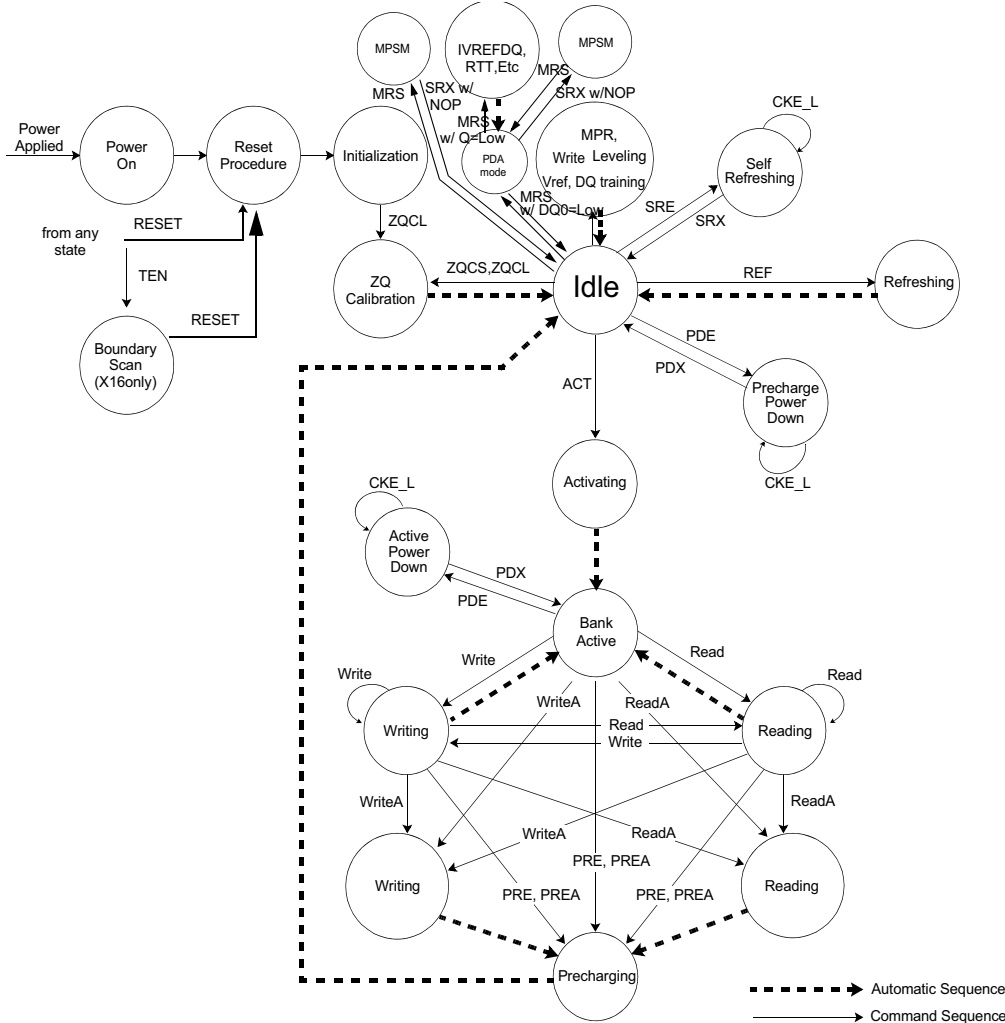 MPSM
IVREFDQ,
RTT,Etc
MPSM
MRS
SRX w/
NOP
MRS
SRX w/NOP
CKE_L
Power
Applied
Power
On
Reset
Procedure
Initialization
MRS
w/ Q=Low
PDA
mode
MPR,
Write Leveling
Vref, DQ training
Self
Refreshing
MRS
w/ DQ0=Low
SRE
SRX
RESET
from any
state
ZQCL
TEN
ZQ
Calibration
ZQCS,ZQCL
Idle
REF
Refreshing
RESET
Boundary
Scan
(X16only)
PDE
PDX
ACT
Precharge
Power
Down
CKE_L
Activating
CKE_L
Active
Power
Down
PDX
PDE
Bank
Active
Write
Read
Write
Read
WriteA
ReadA
Writing
Read
Write
Reading
WriteA
ReadA
WriteA
ReadA
PRE, PREA
Writing
PRE, PREA
PRE, PREA
Reading
Precharging
Automatic Sequence
Command Sequence